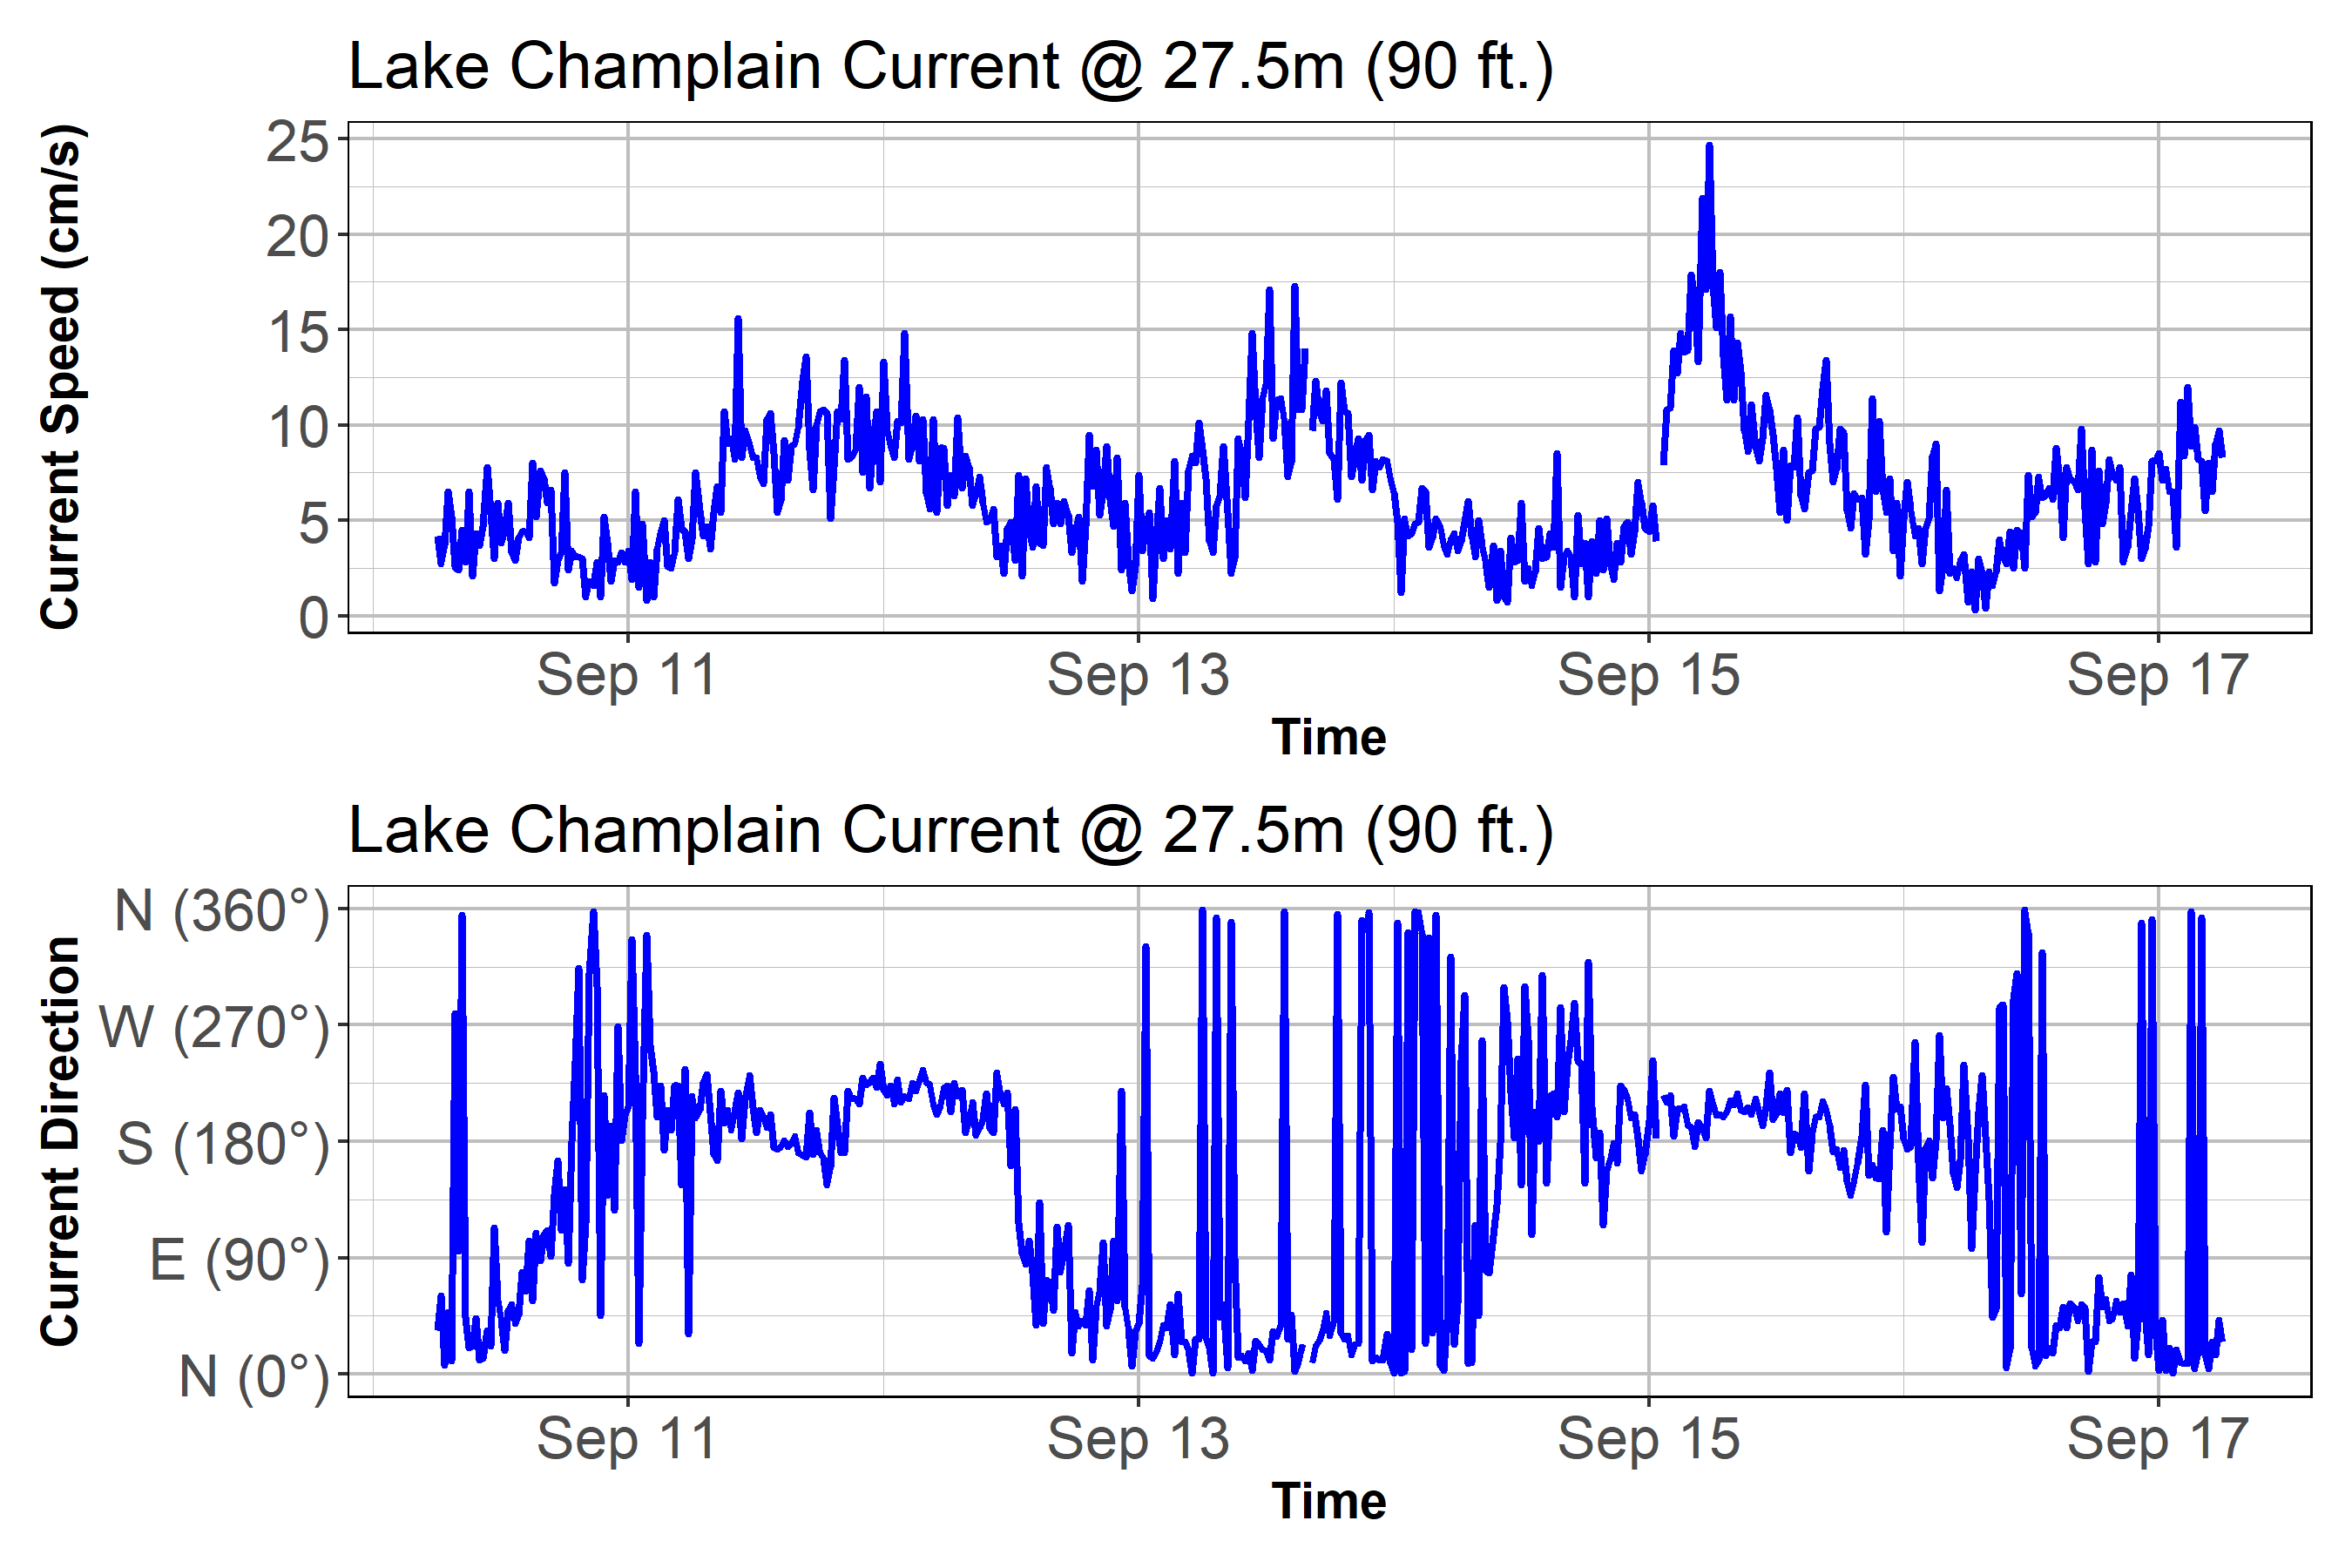 Lake Champlain Current @ 27.5m (90 ft.)
Current Speed (cm/s)
25
20
15
10
5
0
Sep 11 Sep 13 Sep 15 Sep 17
Time
Lake Champlain Current @ 27.5m (90 ft.)
Current Direction
N (360°)
W (270°)
S (180°)
E (90°)
N (0°)
Sep 11 Sep 13 Sep 15 Sep 17
Time